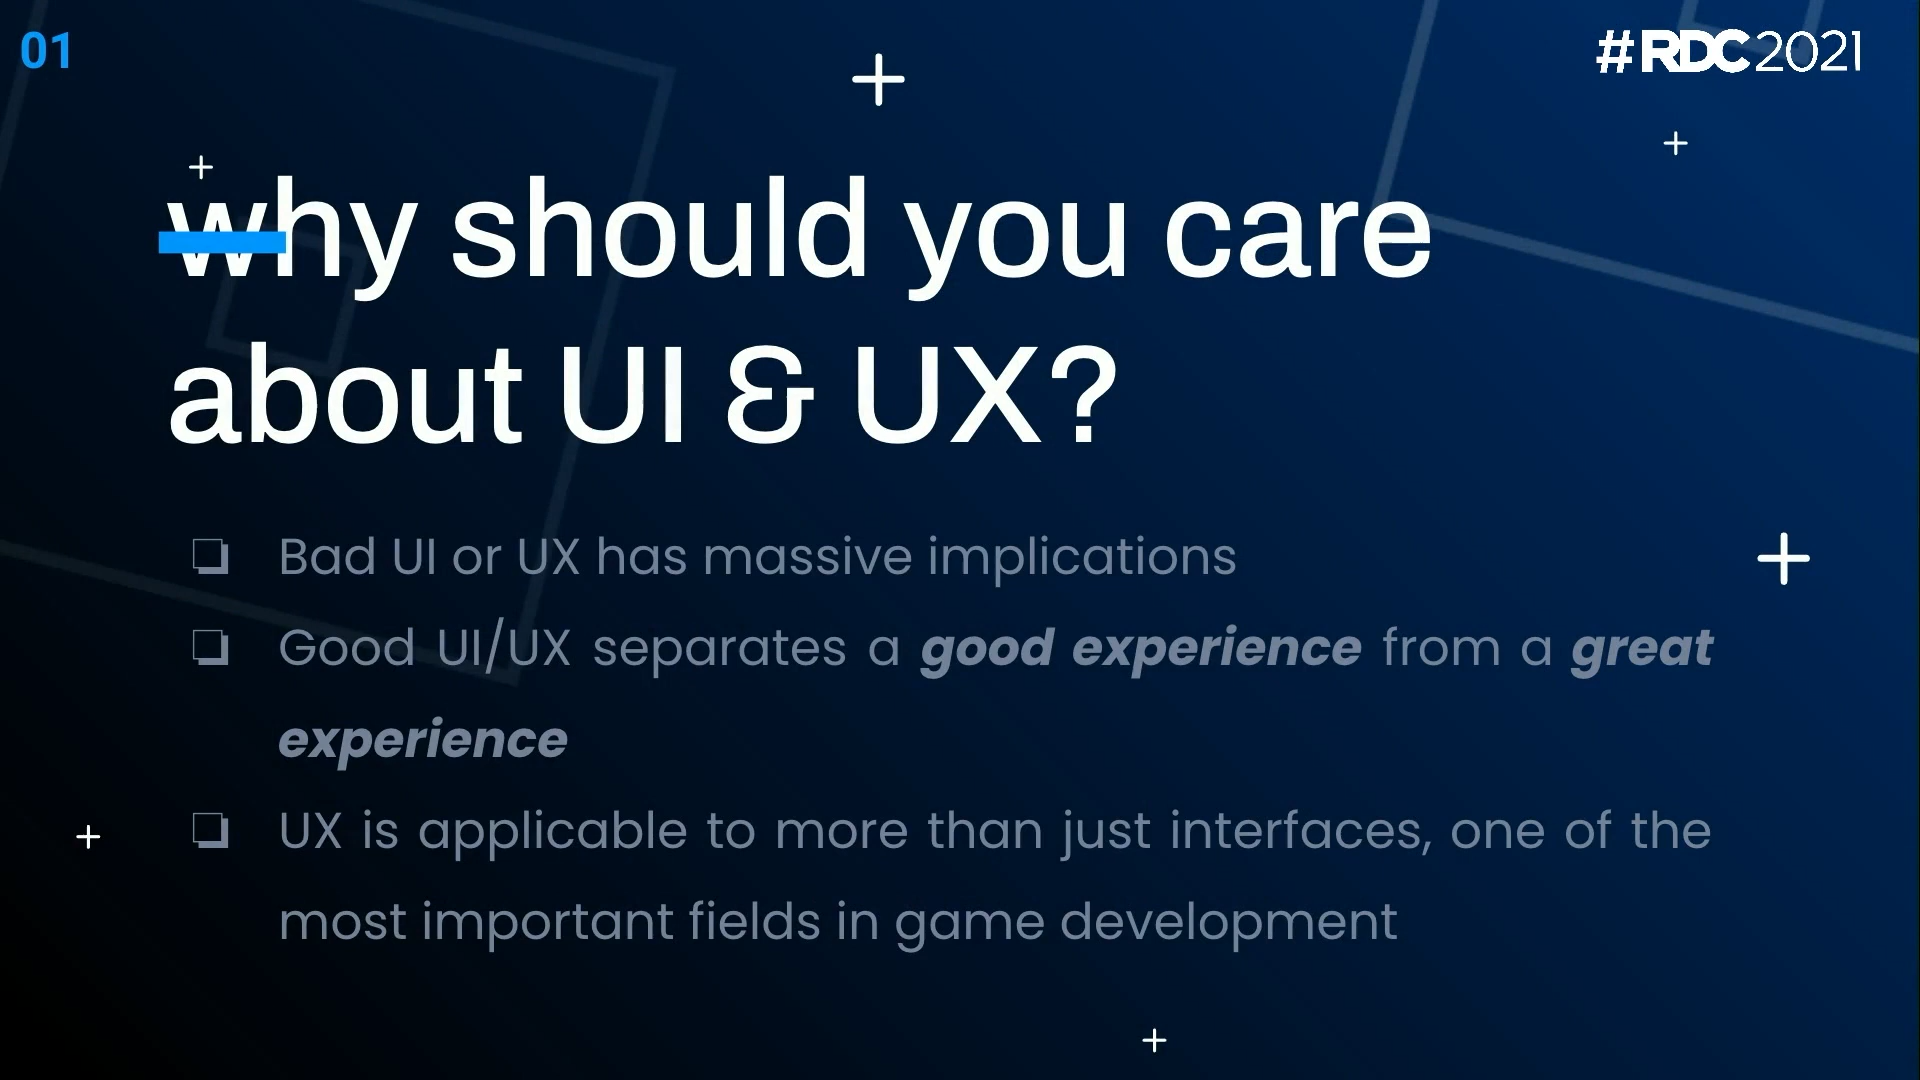 01
#RDC2021
why should you care
about UI & UX?
❏ Bad UI or UX has massive implications
❏ Good UI/UX separates a good experience from a great
experience
❏ UX is applicable to more than just interfaces, one of the
most important fields in game development